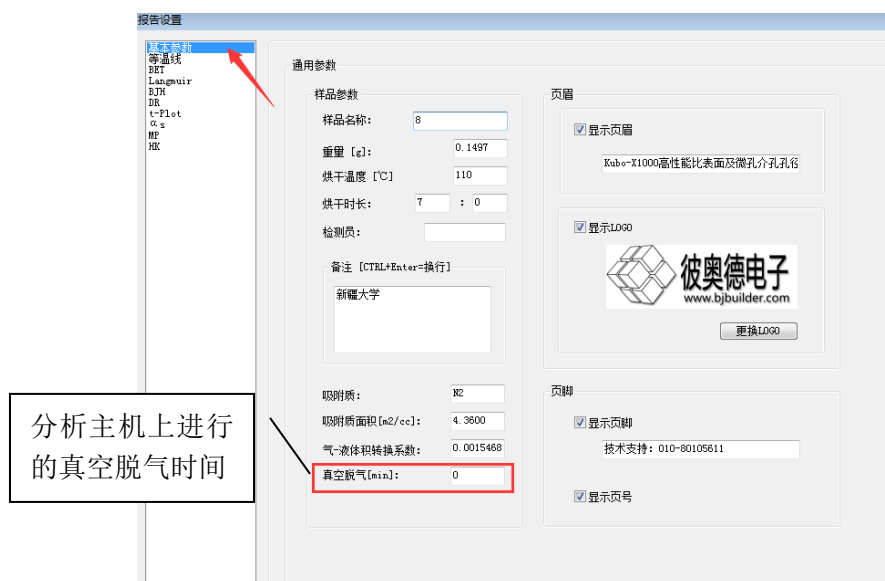 报告设置
基本参数
等温线
BET
Langmuir
BJH
DR
t-Plot
αs
MP
HK
通用参数
样品参数
样品名称: 8
重量 [g]: 0.1497
烘干温度 [℃] 110
烘干时长: 7 : 0
检测员:
备注 [CTRL+Enter=换行]
新疆大学
吸附质: N2
吸附质面积[m2/cc]: 4.3600
气-液体积转换系数: 0.0015468
真空脱气[min]: 0
页眉
显示页眉
Kubo-X1000高性能比表面及微孔介孔孔径
显示LOGO
彼奥德电子
www.bjbuilder.com
更换LOGO
页脚
显示页脚
技术支持: 010-80105611
显示页号
分析主机上进行
的真空脱气时间